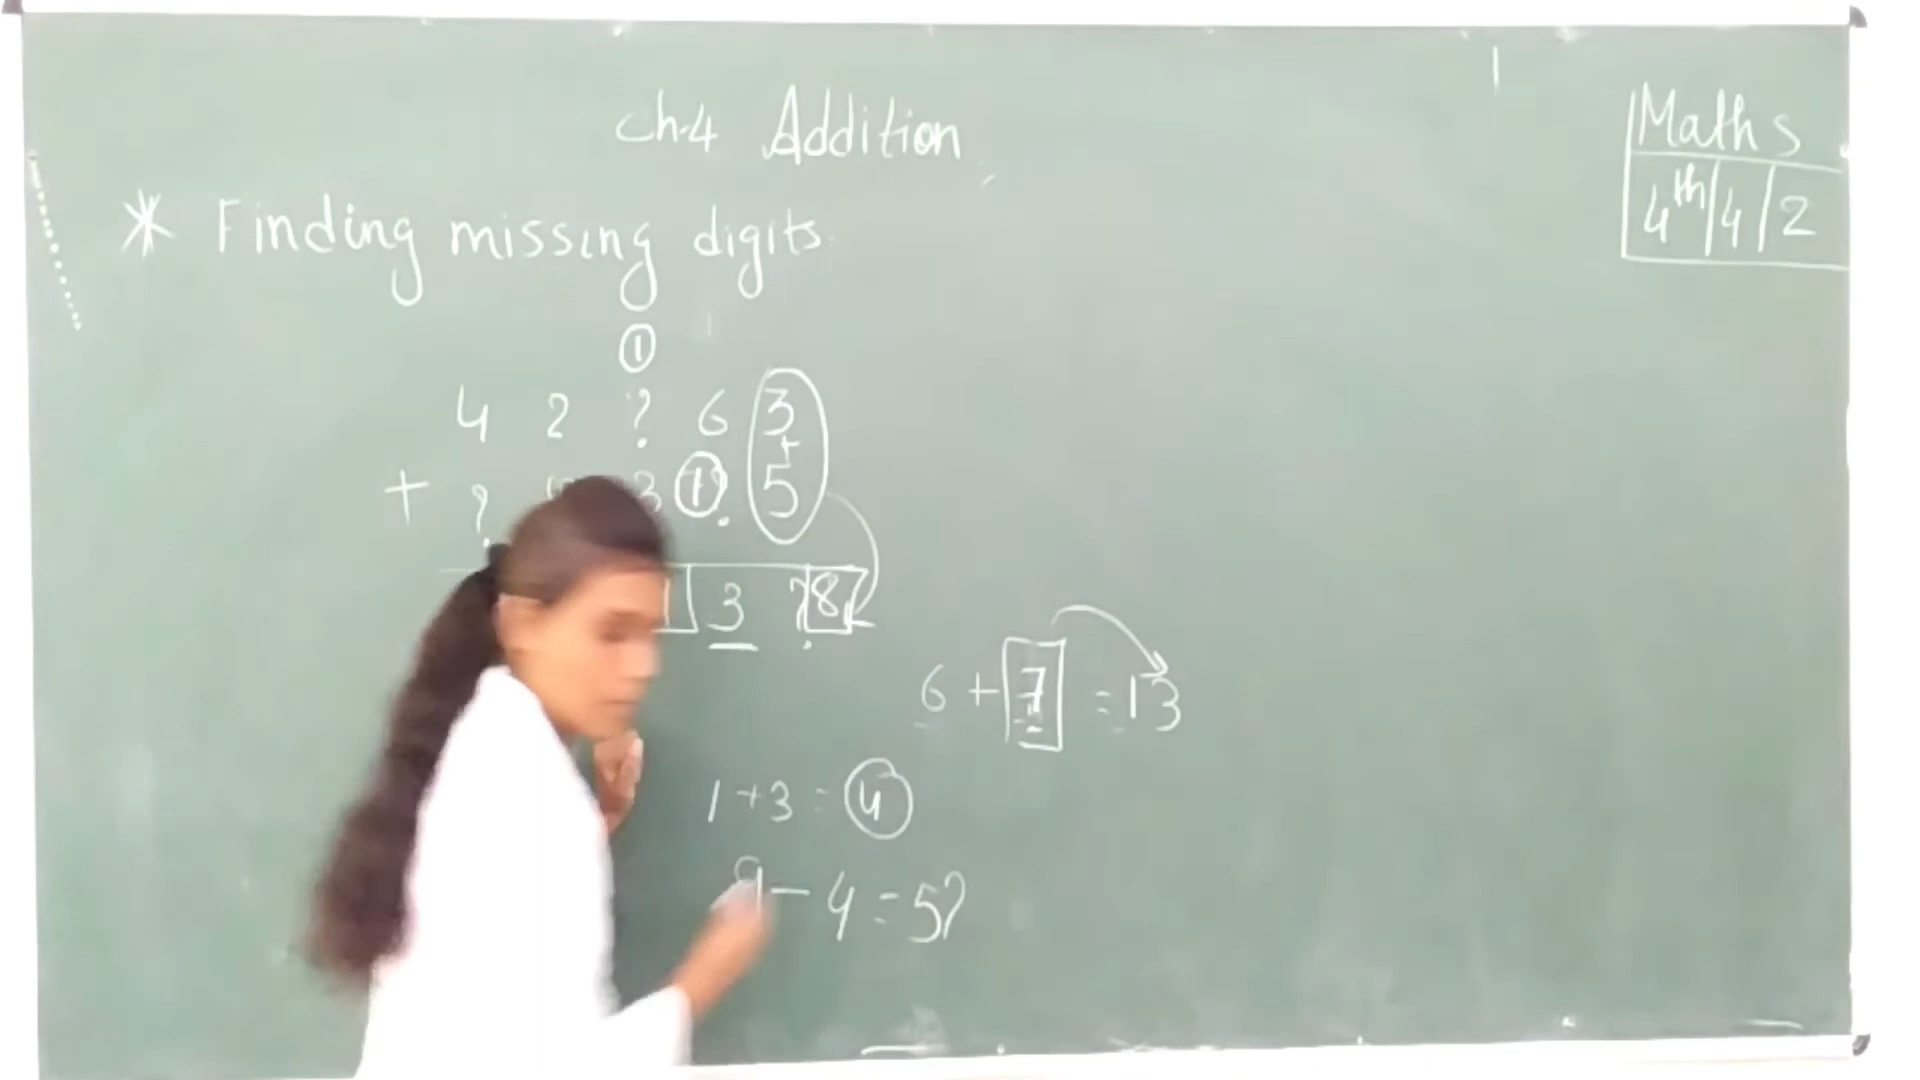 Ch.4 Addition
Maths
4th/4/2
* Finding missing digits.
1
4 2 ? 6 3
+
+ ? 3 1? 5
3 ? 8
6 + 7 = 13
1 + 3 = 4
9 - 4 = 5?